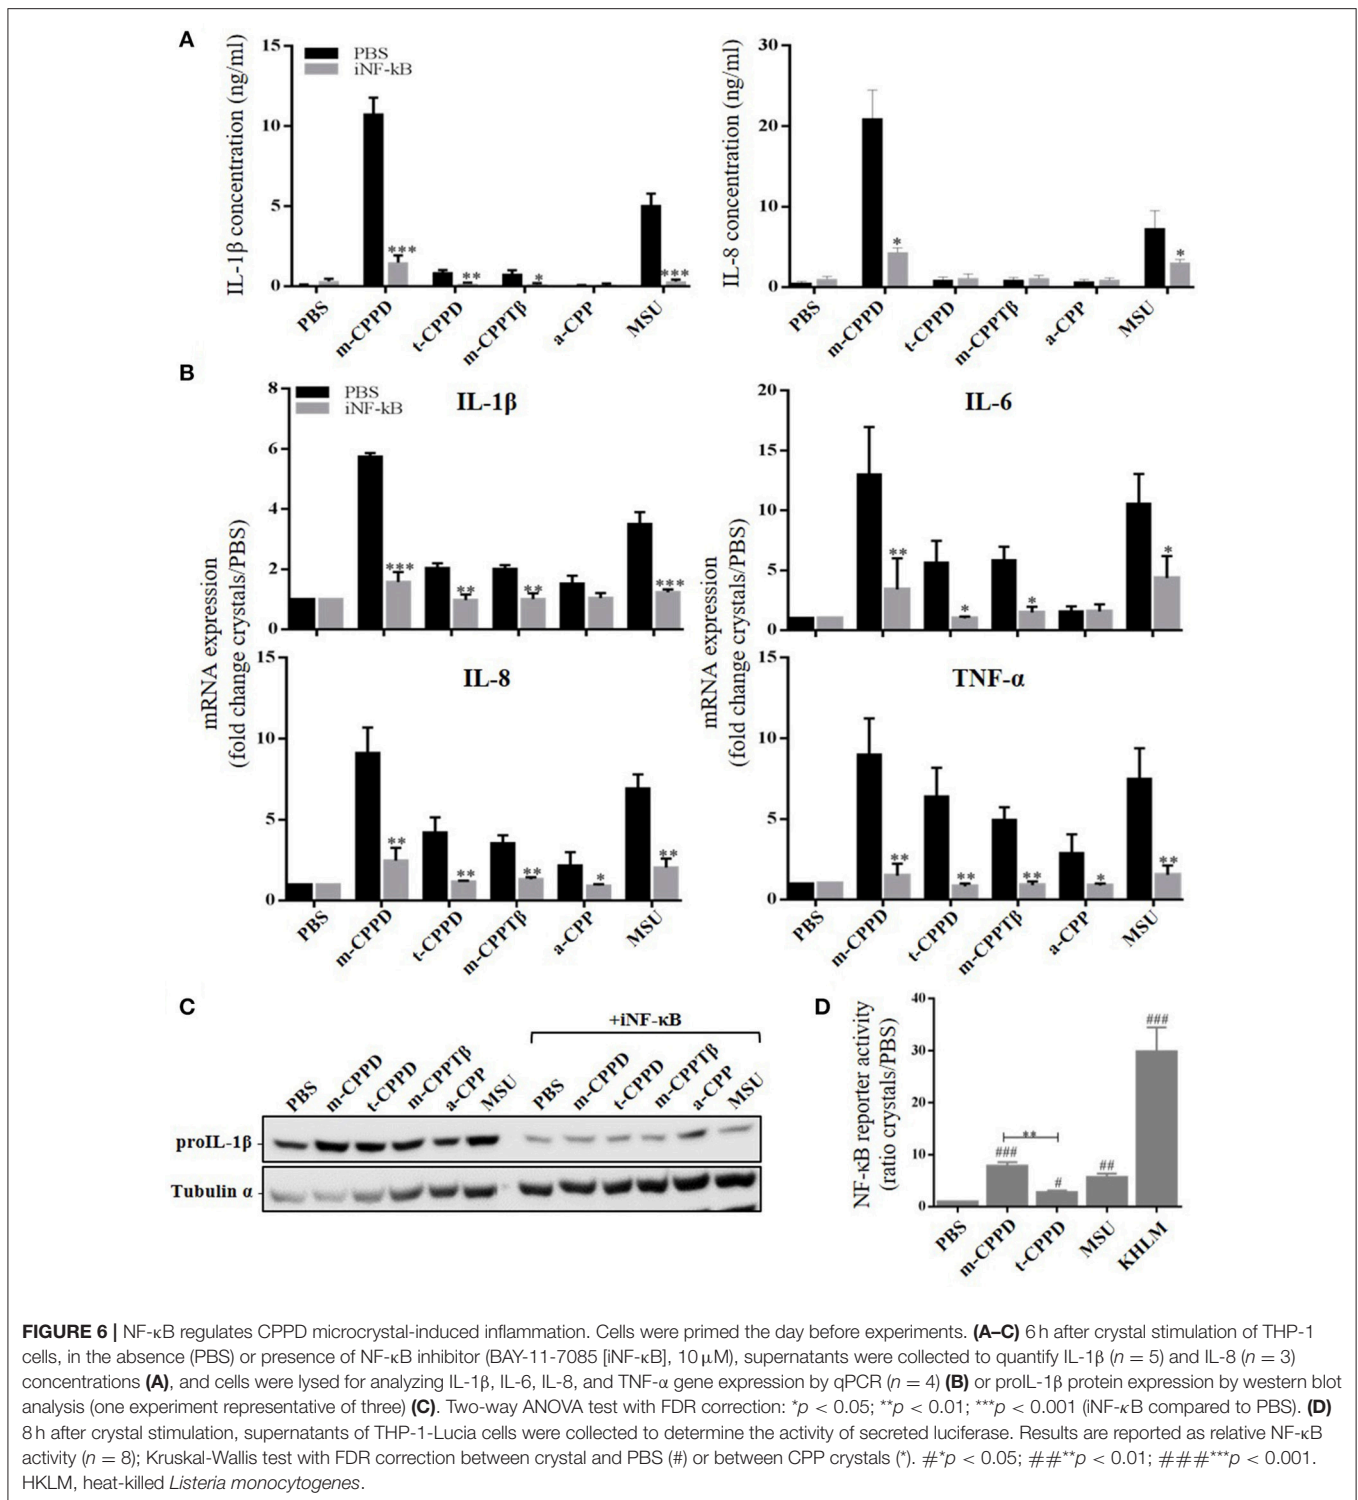 A
IL-1β concentration (ng/ml)
15
10
5
0
PBS
iNF-kB
***
**
*
***
PBS
m-CPPD
t-CPPD
m-CPPTβ
a-CPP
MSU
IL-8 concentration (ng/ml)
30
20
10
0
*
*
PBS
m-CPPD
t-CPPD
m-CPPTβ
a-CPP
MSU
B
mRNA expression
(fold change crystals/PBS)
8
6
4
2
0
PBS
iNF-kB
IL-1β
***
**
**
***
mRNA expression
(fold change crystals/PBS)
20
15
10
5
0
IL-6
**
*
*
*
15
10
5
0
IL-8
**
**
**
*
**
PBS
m-CPPD
t-CPPD
m-CPPTβ
a-CPP
MSU
15
10
5
0
TNF-α
**
**
**
*
**
PBS
m-CPPD
t-CPPD
m-CPPTβ
a-CPP
MSU
C
+iNF-κB
PBS
m-CPPD
t-CPPD
m-CPPTβ
a-CPP
MSU
PBS
m-CPPD
t-CPPD
m-CPPTβ
a-CPP
MSU
proIL-1β
Tubulin α
D
NF-κB reporter activity
(ratio crystals/PBS)
40
30
20
10
0
###
**
#
##
###
PBS
m-CPPD
t-CPPD
MSU
KHLM
FIGURE 6 | NF-κB regulates CPPD microcrystal-induced inflammation. Cells were primed the day before experiments. (A–C) 6 h after crystal stimulation of THP-1
cells, in the absence (PBS) or presence of NF-κB inhibitor (BAY-11-7085 [iNF-κB], 10 μM), supernatants were collected to quantify IL-1β (n = 5) and IL-8 (n = 3)
concentrations (A), and cells were lysed for analyzing IL-1β, IL-6, IL-8, and TNF-α gene expression by qPCR (n = 4) (B) or proIL-1β protein expression by western blot
analysis (one experiment representative of three) (C). Two-way ANOVA test with FDR correction: *p < 0.05; **p < 0.01; ***p < 0.001 (iNF-κB compared to PBS). (D)
8 h after crystal stimulation, supernatants of THP-1-Lucia cells were collected to determine the activity of secreted luciferase. Results are reported as relative NF-κB
activity (n = 8); Kruskal-Wallis test with FDR correction between crystal and PBS (#) or between CPP crystals (*). #*p < 0.05; ##**p < 0.01; ###***p < 0.001.
HKLM, heat-killed Listeria monocytogenes.